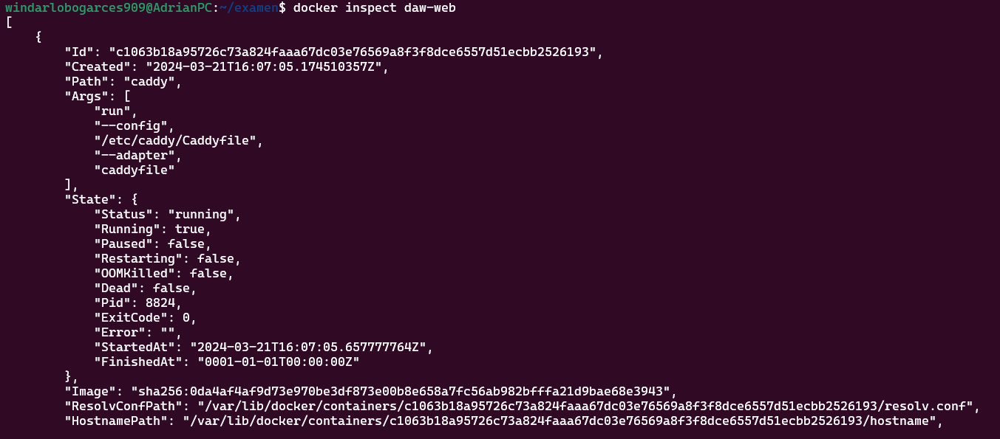 windarlobogarces909@AdrianPC:~/examen$ docker inspect daw-web
[
    {
        "Id": "c1063b18a95726c73a824faaa67dc03e76569a8f3f8dce6557d51ecbb2526193",
        "Created": "2024-03-21T16:07:05.174510357Z",
        "Path": "caddy",
        "Args": [
            "run",
            "--config",
            "/etc/caddy/Caddyfile",
            "--adapter",
            "caddyfile"
        ],
        "State": {
            "Status": "running",
            "Running": true,
            "Paused": false,
            "Restarting": false,
            "OOMKilled": false,
            "Dead": false,
            "Pid": 8824,
            "ExitCode": 0,
            "Error": "",
            "StartedAt": "2024-03-21T16:07:05.657777764Z",
            "FinishedAt": "0001-01-01T00:00:00Z"
        },
        "Image": "sha256:0da4af4af9d73e970be3df873e00b8e658a7fc56ab982bfffa21d9bae68e3943",
        "ResolvConfPath": "/var/lib/docker/containers/c1063b18a95726c73a824faaa67dc03e76569a8f3f8dce6557d51ecbb2526193/resolv.conf",
        "HostnamePath": "/var/lib/docker/containers/c1063b18a95726c73a824faaa67dc03e76569a8f3f8dce6557d51ecbb2526193/hostname",